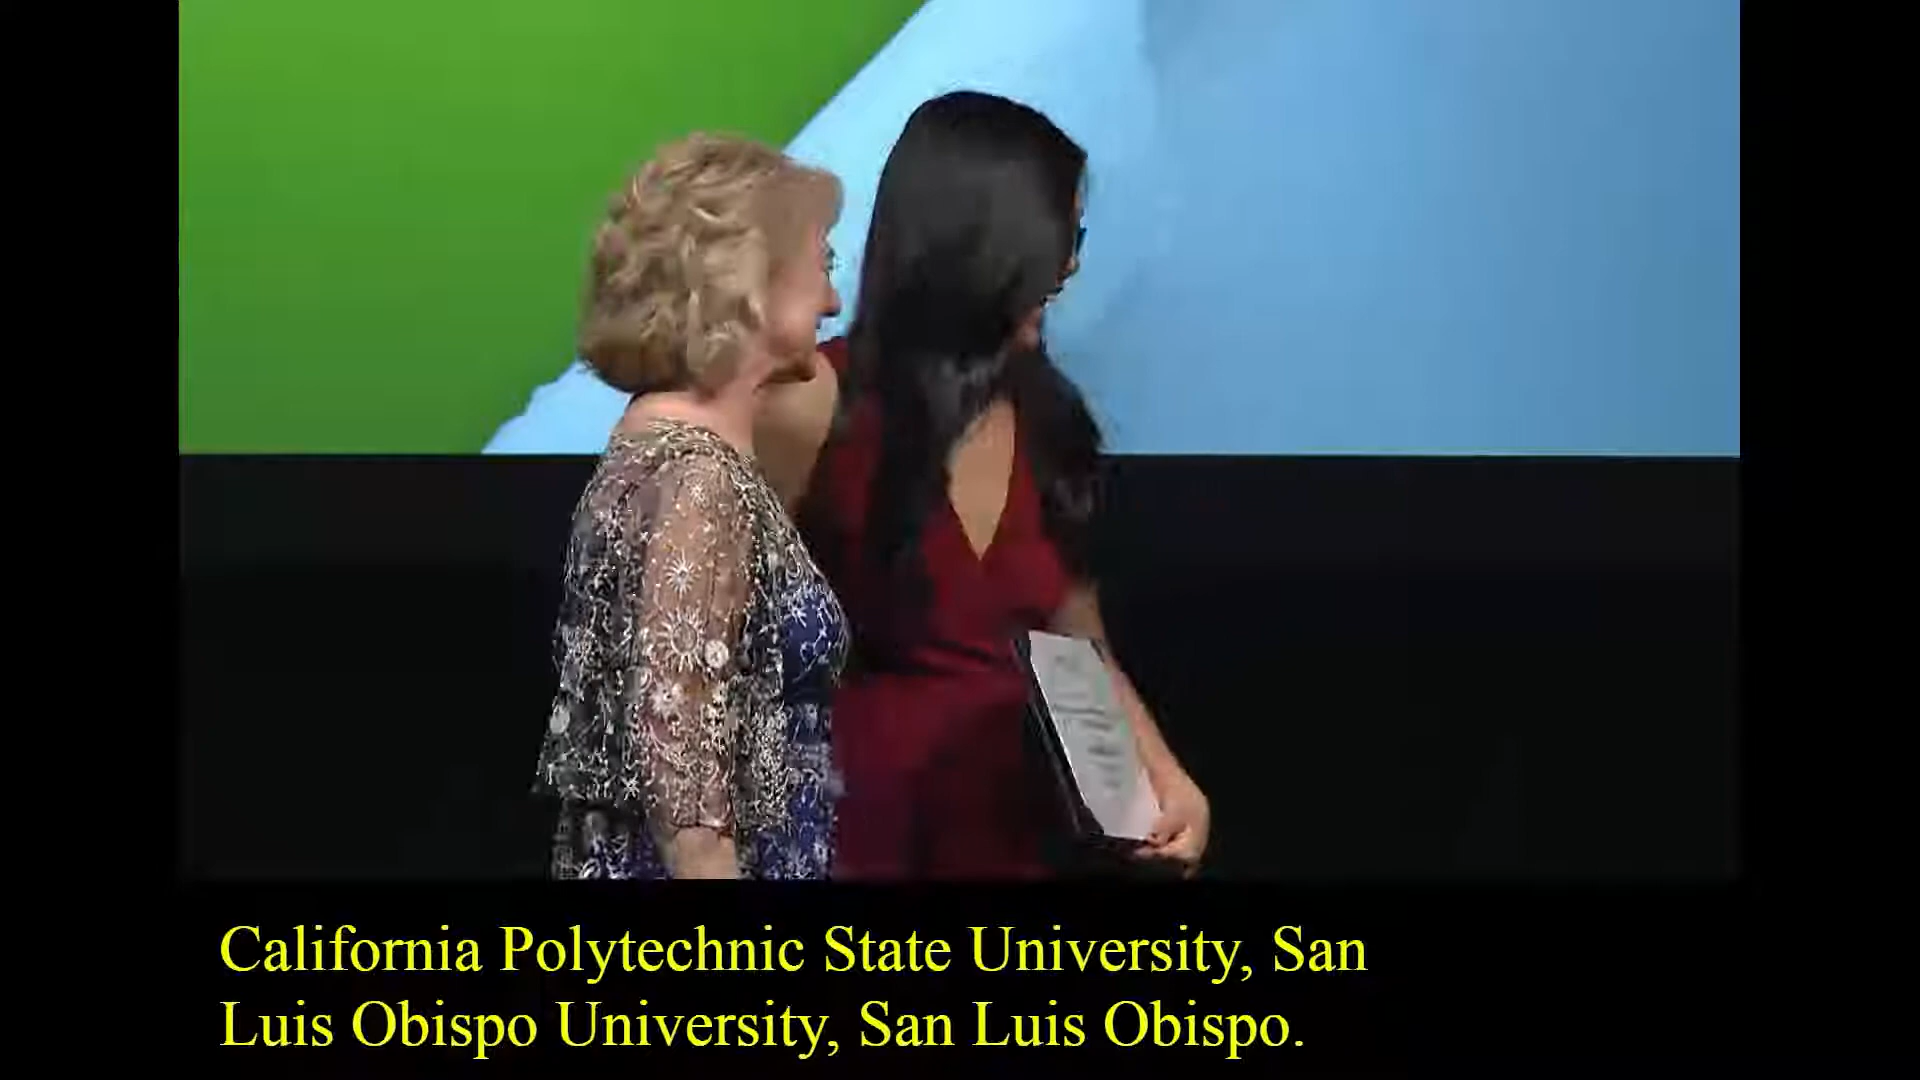 California Polytechnic State University, San
Luis Obispo University, San Luis Obispo.